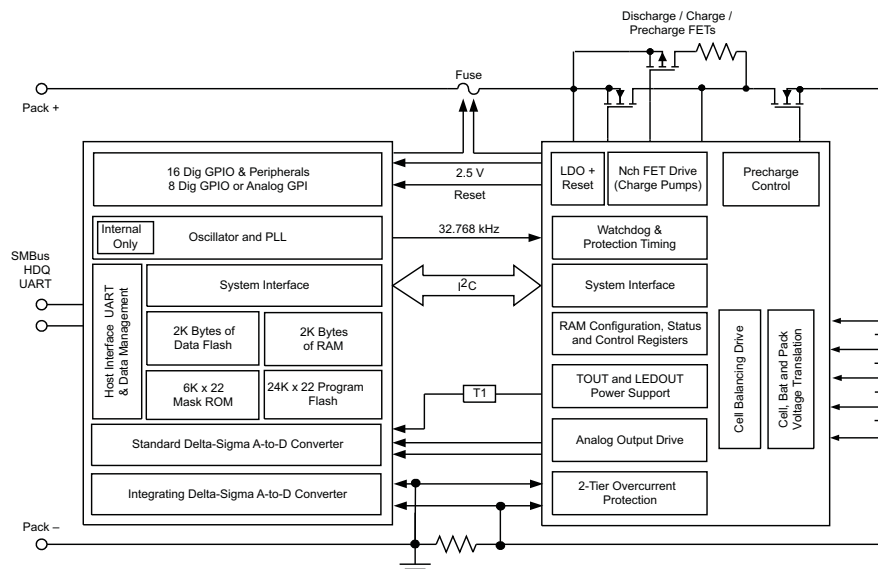 Discharge / Charge /
Precharge FETs
Fuse
Pack +
16 Dig GPIO & Peripherals
8 Dig GPIO or Analog GPI
2.5 V
Reset
LDO +
Reset
Nch FET Drive
(Charge Pumps)
Precharge
Control
Internal
Only
Oscillator and PLL
32.768 kHz
Watchdog &
Protection Timing
SMBus
HDQ
UART
Host Interface UART
& Data Management
System Interface
I2C
System Interface
2K Bytes of
Data Flash
2K Bytes
of RAM
RAM Configuration, Status
and Control Registers
Cell Balancing Drive
Cell, Bat and Pack
Voltage Translation
6K x 22
Mask ROM
24K x 22 Program
Flash
T1
TOUT and LEDOUT
Power Support
Standard Delta-Sigma A-to-D Converter
Analog Output Drive
Integrating Delta-Sigma A-to-D Converter
2-Tier Overcurrent
Protection
Pack –